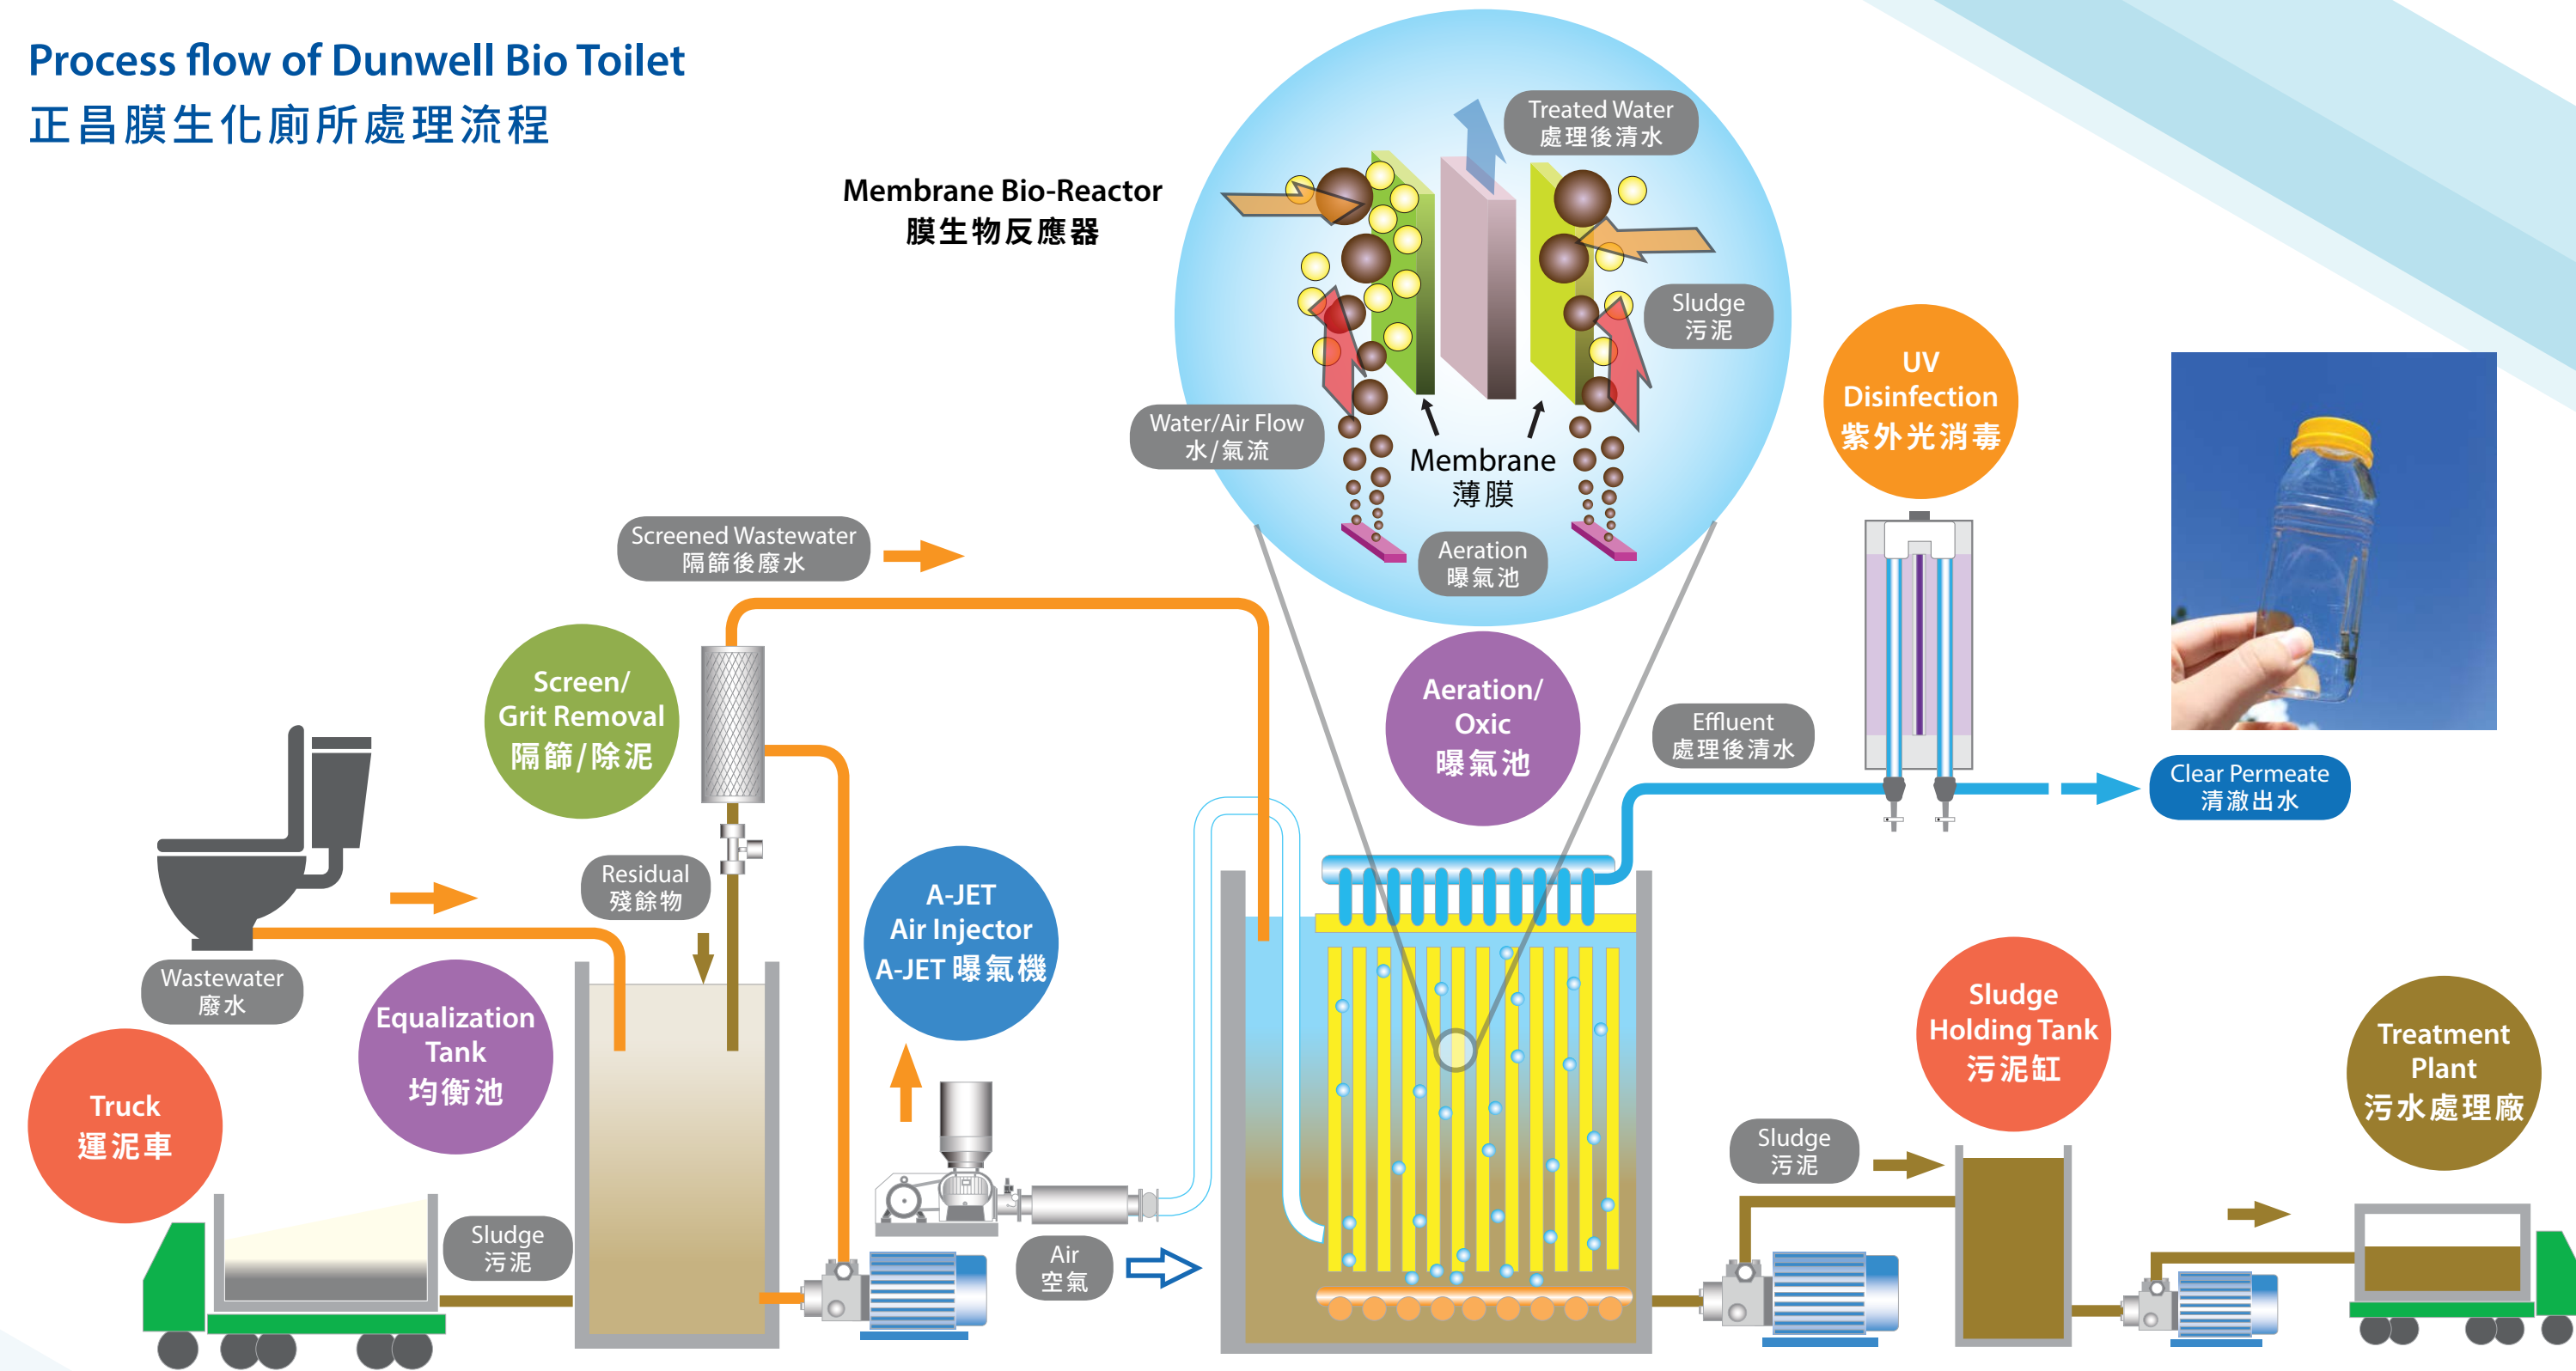 Process flow of Dunwell Bio Toilet
正昌膜生化廁所處理流程
Membrane Bio-Reactor
膜生物反應器
Treated Water
處理後清水
Sludge
污泥
Water/Air Flow
水/氣流
Membrane
薄膜
Aeration
曝氣池
UV
Disinfection
紫外光消毒
Screened Wastewater
隔篩後廢水
Screen/
Grit Removal
隔篩/除泥
Aeration/
Oxic
曝氣池
Effluent
處理後清水
Clear Permeate
清澈出水
Residual
殘餘物
A-JET
Air Injector
A-JET 曝氣機
Wastewater
廢水
Equalization
Tank
均衡池
Truck
運泥車
Sludge
污泥
Air
空氣
Sludge
污泥
Sludge
Holding Tank
污泥缸
Treatment
Plant
污水處理廠